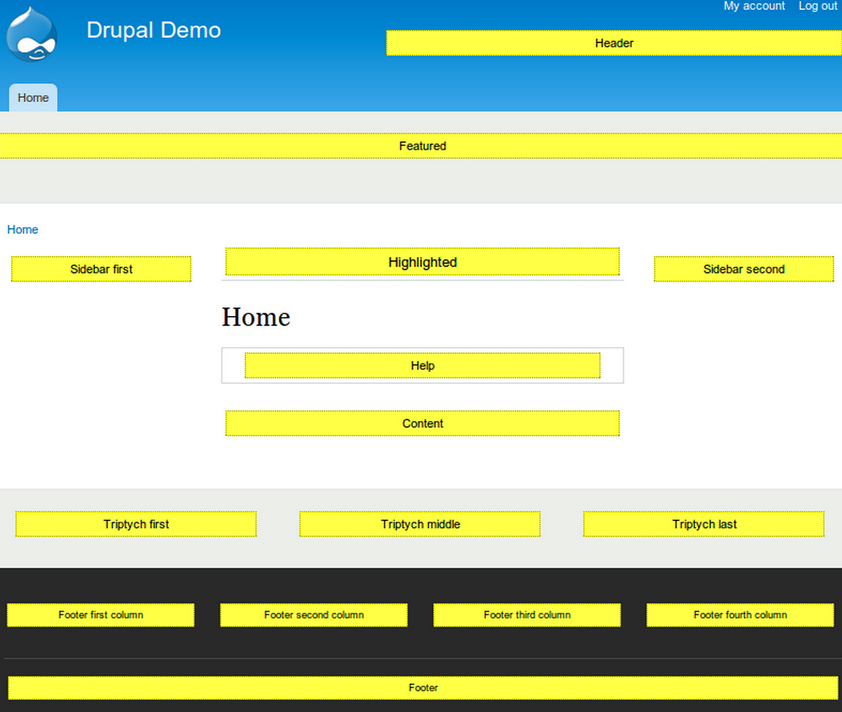 My account Log out
Drupal Demo
Header
Home
Featured
Home
Sidebar first
Highlighted
Sidebar second
Home
Help
Content
Triptych first
Triptych middle
Triptych last
Footer first column
Footer second column
Footer third column
Footer fourth column
Footer